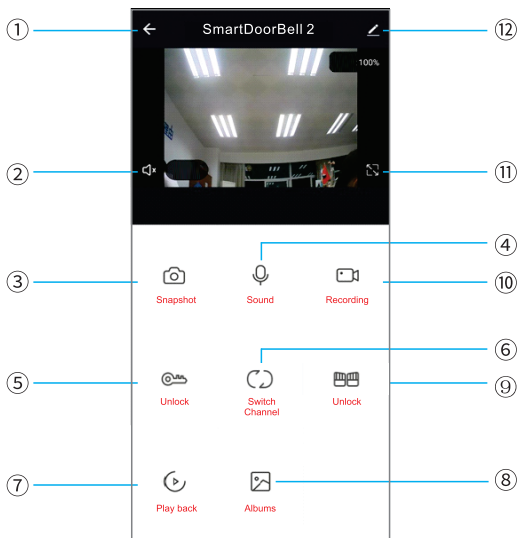 ① SmartDoorBell 2 ⑫
100%
② ⑪
④
③ ⑩
Snapshot Sound Recording
⑥
⑤ ⑨
Unlock Switch Unlock
Channel
⑦ ⑧
Play back Albums